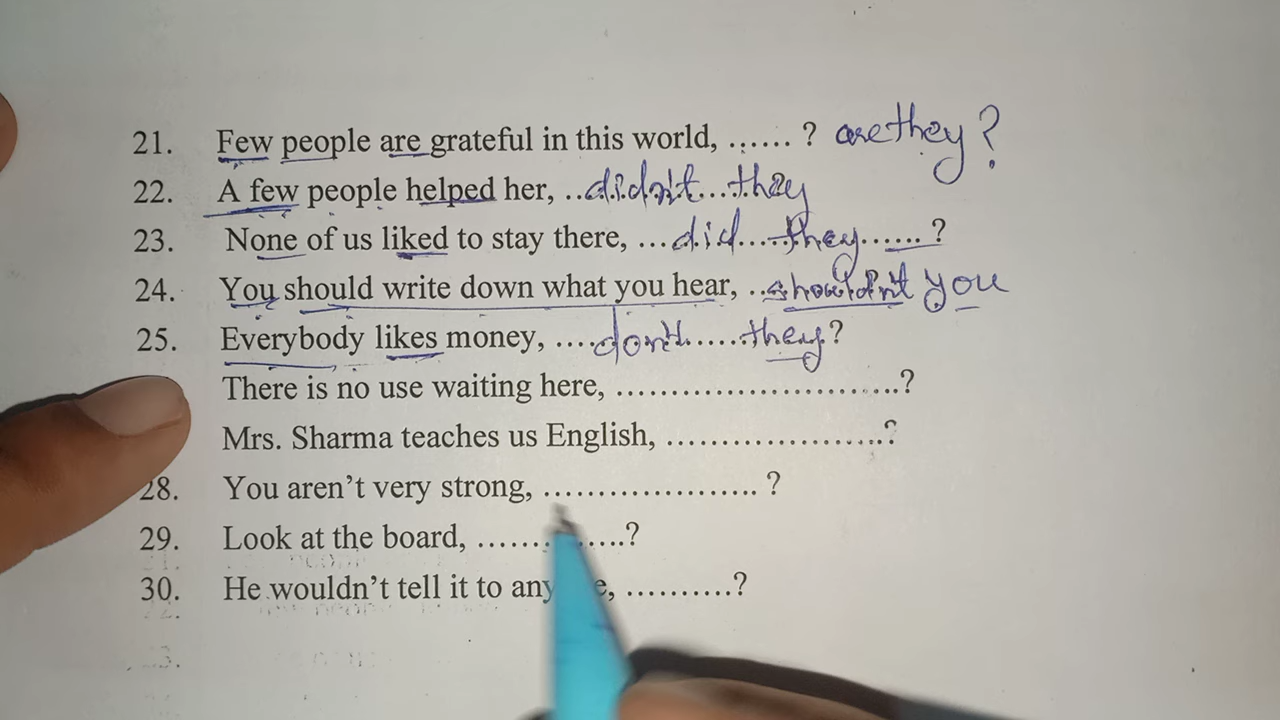 21. Few people are grateful in this world, ......? are they?
22. A few people helped her, ..didn't...they
23. None of us liked to stay there, ...did.....they......?
24. You should write down what you hear, ..shouldn't you
25. Everybody likes money, ....don't......they?
There is no use waiting here, ..........................?
Mrs. Sharma teaches us English, ....................?
28. You aren't very strong, .................... ?
29. Look at the board, .............?
30. He wouldn't tell it to ..........?